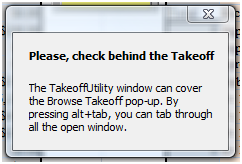 Please, check behind the Takeoff
The TakeoffUtility window can cover
the Browse Takeoff pop-up. By
pressing alt+tab, you can tab through
all the open window.